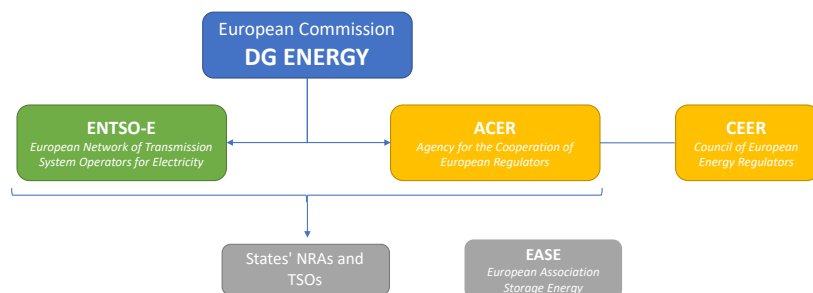 European Commission
DG ENERGY
ENTSO-E
European Network of Transmission
System Operators for Electricity
ACER
Agency for the Cooperation of
European Regulators
CEER
Council of European
Energy Regulators
States' NRAs and
TSOs
EASE
European Association
Storage Energy